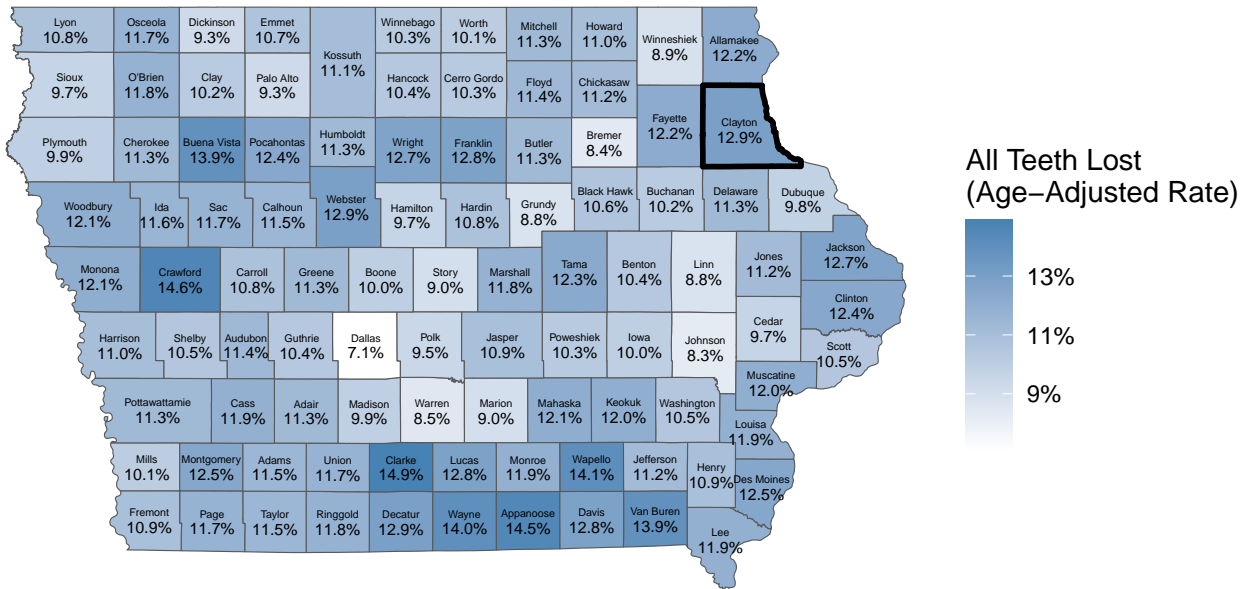 Lyon
10.8%
Osceola
11.7%
Dickinson
9.3%
Emmet
10.7%
Kossuth
11.1%
Winnebago
10.3%
Worth
10.1%
Mitchell
11.3%
Howard
11.0%
Winneshiek
8.9%
Allamakee
12.2%
Sioux
9.7%
O'Brien
11.8%
Clay
10.2%
Palo Alto
9.3%
Hancock
10.4%
Cerro Gordo
10.3%
Floyd
11.4%
Chickasaw
11.2%
Fayette
12.2%
Clayton
12.9%
Plymouth
9.9%
Cherokee
11.3%
Buena Vista
13.9%
Pocahontas
12.4%
Humboldt
11.3%
Wright
12.7%
Franklin
12.8%
Butler
11.3%
Bremer
8.4%
Woodbury
12.1%
Ida
11.6%
Sac
11.7%
Calhoun
11.5%
Webster
12.9%
Hamilton
9.7%
Hardin
10.8%
Grundy
8.8%
Black Hawk
10.6%
Buchanan
10.2%
Delaware
11.3%
Dubuque
9.8%
Monona
12.1%
Crawford
14.6%
Carroll
10.8%
Greene
11.3%
Boone
10.0%
Story
9.0%
Marshall
11.8%
Tama
12.3%
Benton
10.4%
Linn
8.8%
Jones
11.2%
Jackson
12.7%
Clinton
12.4%
Harrison
11.0%
Shelby
10.5%
Audubon
11.4%
Guthrie
10.4%
Dallas
7.1%
Polk
9.5%
Jasper
10.9%
Poweshiek
10.3%
Iowa
10.0%
Johnson
8.3%
Cedar
9.7%
Scott
10.5%
Muscatine
12.0%
Pottawattamie
11.3%
Cass
11.9%
Adair
11.3%
Madison
9.9%
Warren
8.5%
Marion
9.0%
Mahaska
12.1%
Keokuk
12.0%
Washington
10.5%
Louisa
11.9%
Mills
10.1%
Montgomery
12.5%
Adams
11.5%
Union
11.7%
Clarke
14.9%
Lucas
12.8%
Monroe
11.9%
Wapello
14.1%
Jefferson
11.2%
Henry
10.9%
Des Moines
12.5%
Fremont
10.9%
Page
11.7%
Taylor
11.5%
Ringgold
11.8%
Decatur
12.9%
Wayne
14.0%
Appanoose
14.5%
Davis
12.8%
Van Buren
13.9%
Lee
11.9%
All Teeth Lost
(Age−Adjusted Rate)
13%
11%
9%